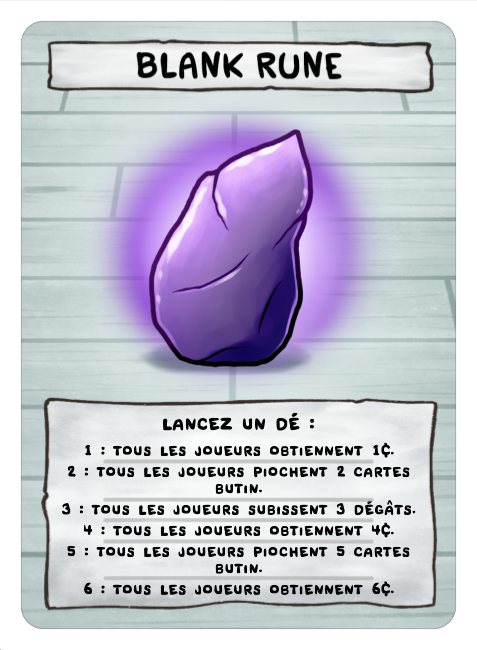 BLANK RUNE
LANCEZ UN DÉ :
1 : TOUS LES JOUEURS OBTIENNENT 1₵.
2 : TOUS LES JOUEURS PIOCHENT 2 CARTES
BUTIN.
3 : TOUS LES JOUEURS SUBISSENT 3 DÉGÂTS.
4 : TOUS LES JOUEURS OBTIENNENT 4₵.
5 : TOUS LES JOUEURS PIOCHENT 5 CARTES
BUTIN.
6 : TOUS LES JOUEURS OBTIENNENT 6₵.